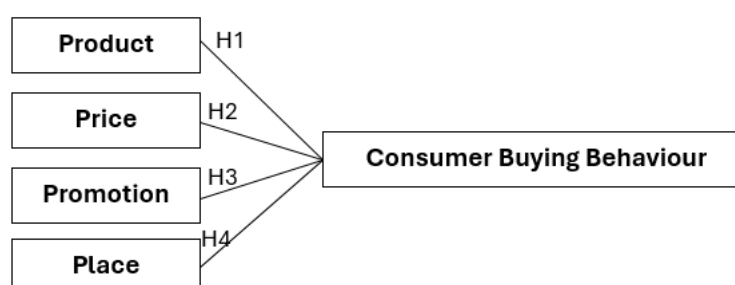 Product
H1
Price
H2
Consumer Buying Behaviour
Promotion
H3
H4
Place